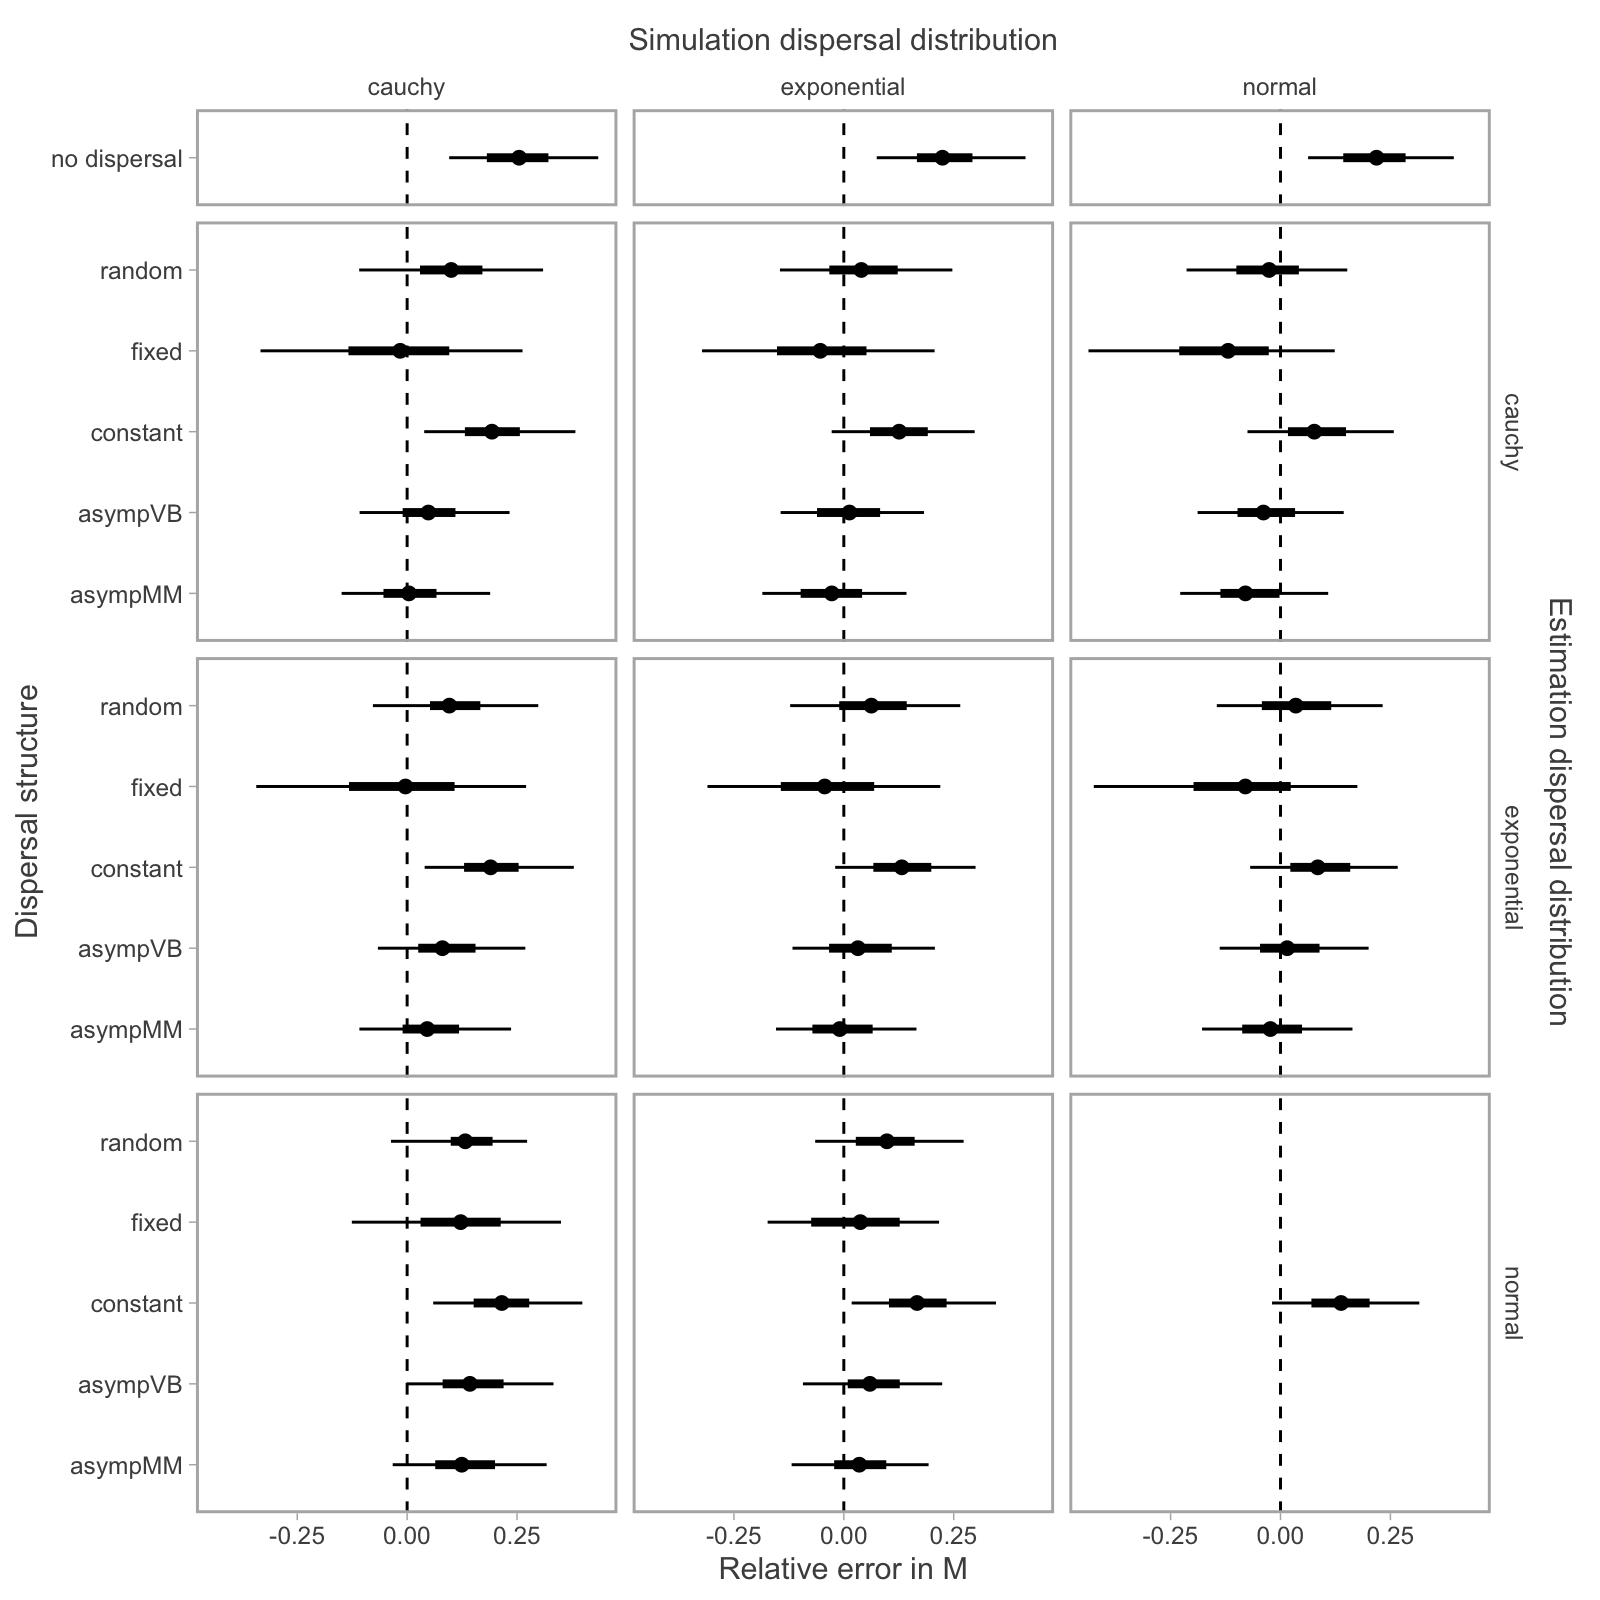 Simulation dispersal distribution
cauchy
exponential
normal
no dispersal
random
fixed
constant
asympVB
asympMM
cauchy
random
fixed
constant
asympVB
asympMM
exponential
random
fixed
constant
asympVB
asympMM
normal
Dispersal structure
Estimation dispersal distribution
-0.25 0.00 0.25
-0.25 0.00 0.25
-0.25 0.00 0.25
Relative error in M